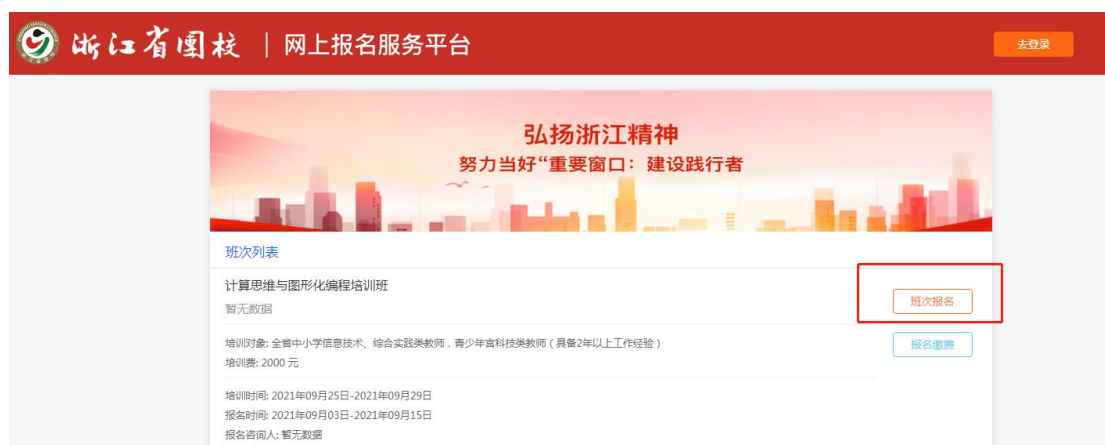 浙江省团校 | 网上报名服务平台
去登录
弘扬浙江精神
努力当好“重要窗口：建设践行者
班次列表
计算思维与图形化编程培训班
班次报名
暂无数据
培训对象: 全省中小学信息技术、综合实践类教师，青少年宫科技类教师（具备2年以上工作经验）
报名缴费
培训费: 2000 元
培训时间: 2021年09月25日-2021年09月29日
报名时间: 2021年09月03日-2021年09月15日
报名咨询人: 暂无数据